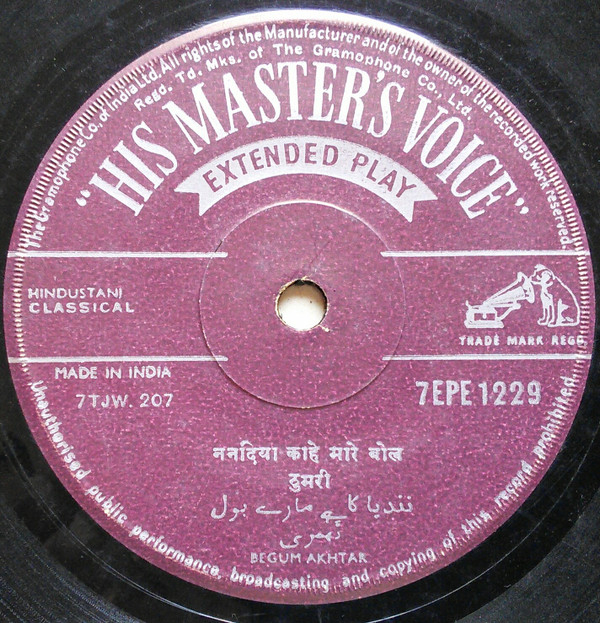 The Gramophone Co. of India Ltd. All rights of the Manufacturer and of the owner of the recorded work reserved.
Regd. Td. Mks. of The Gramophone Co., Ltd.
"HIS MASTER'S VOICE"
EXTENDED PLAY
HINDUSTANI
CLASSICAL
TRADE MARK REGD
MADE IN INDIA
7TJW. 207
7EPE 1229
ननदिया काहे मारे बोल
ठुमरी
نندیا کاہے مارے بول
ٹھمری
BEGUM AKHTAR
Unauthorised public performance, broadcasting and copying of this record prohibited.